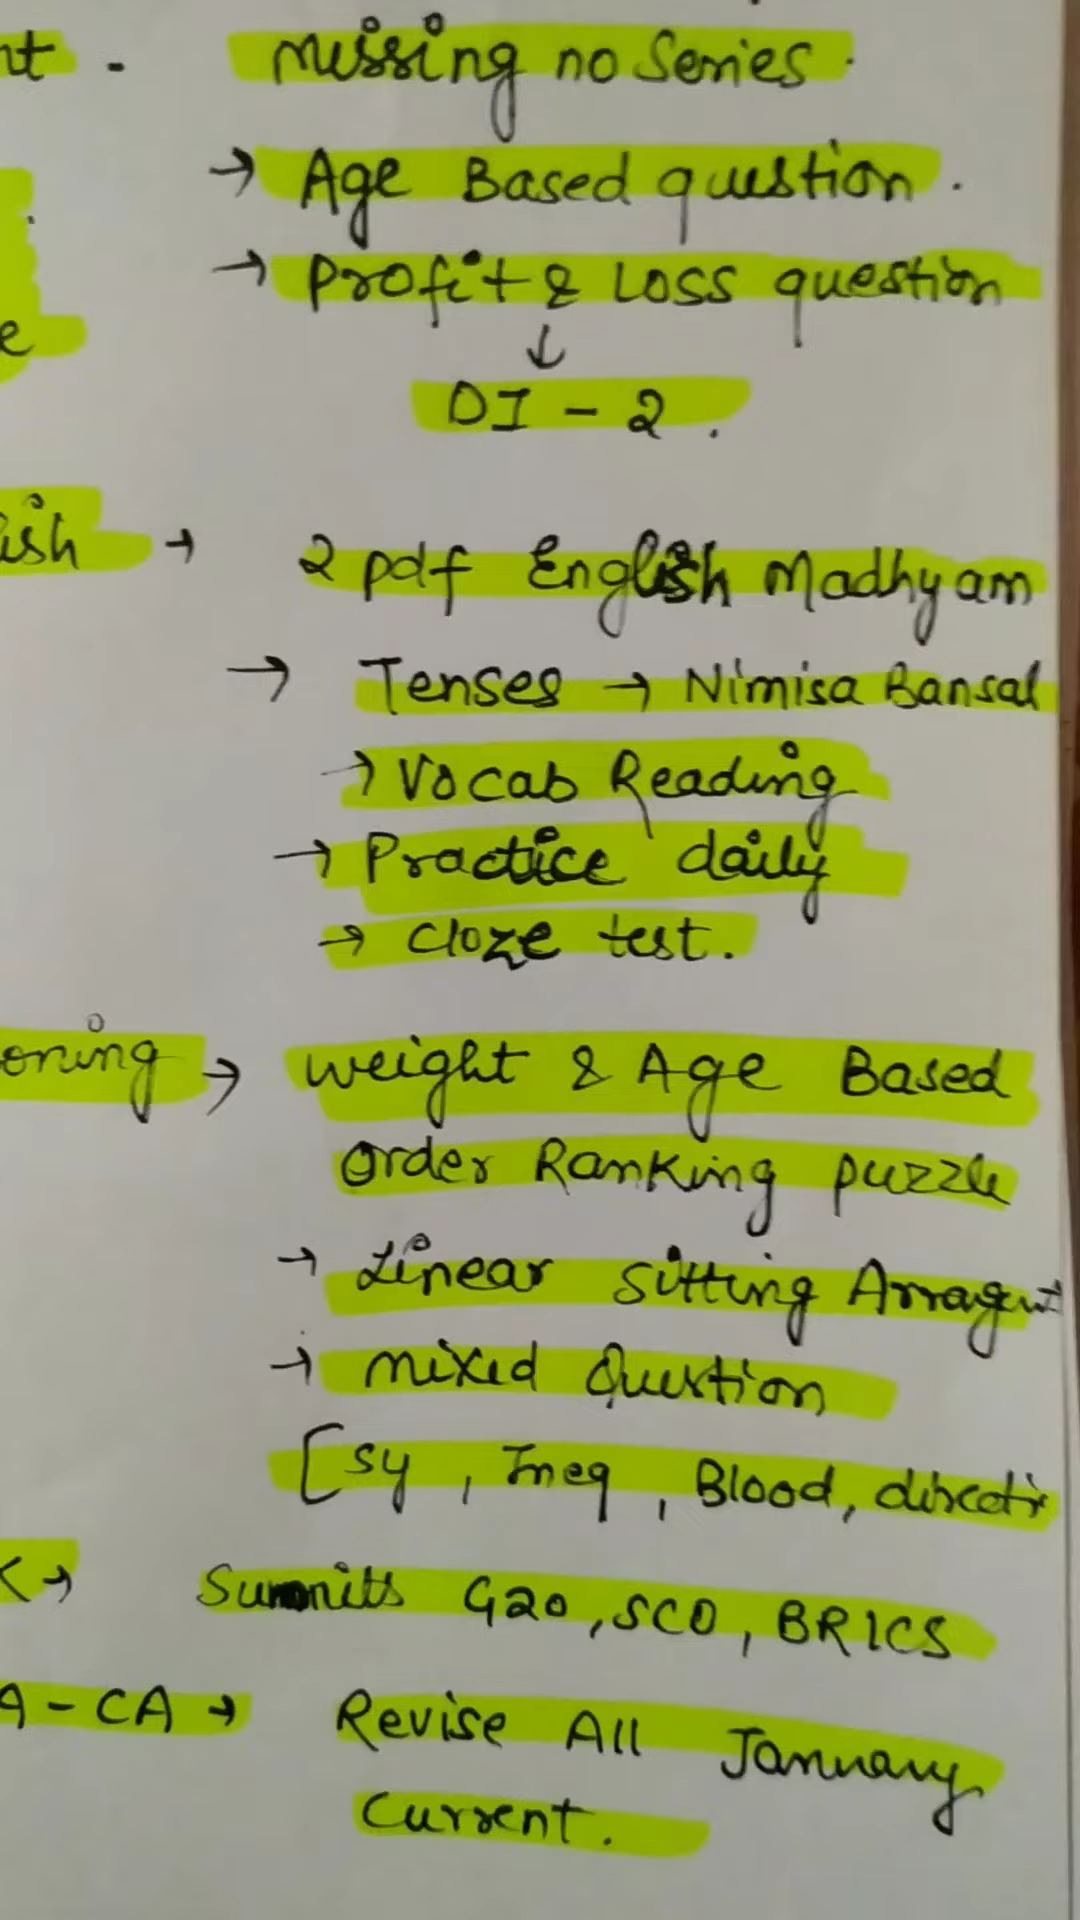 nt - missing no Series.
→ Age Based question.
→ Profit & Loss question
e
↓
DI - 2.
ish → 2 pdf English Madhyam
→ Tenses → Nimisa Bansal
→ Vocab Reading
→ Practice daily
→ Cloze test.
oning → weight & Age Based
order Ranking puzzle
→ Linear Sitting
→ mixed Question
[sy, Ineq, Blood, directi
→ Summits G20, SCO, BRICS
A - CA → Revise All January
Current.